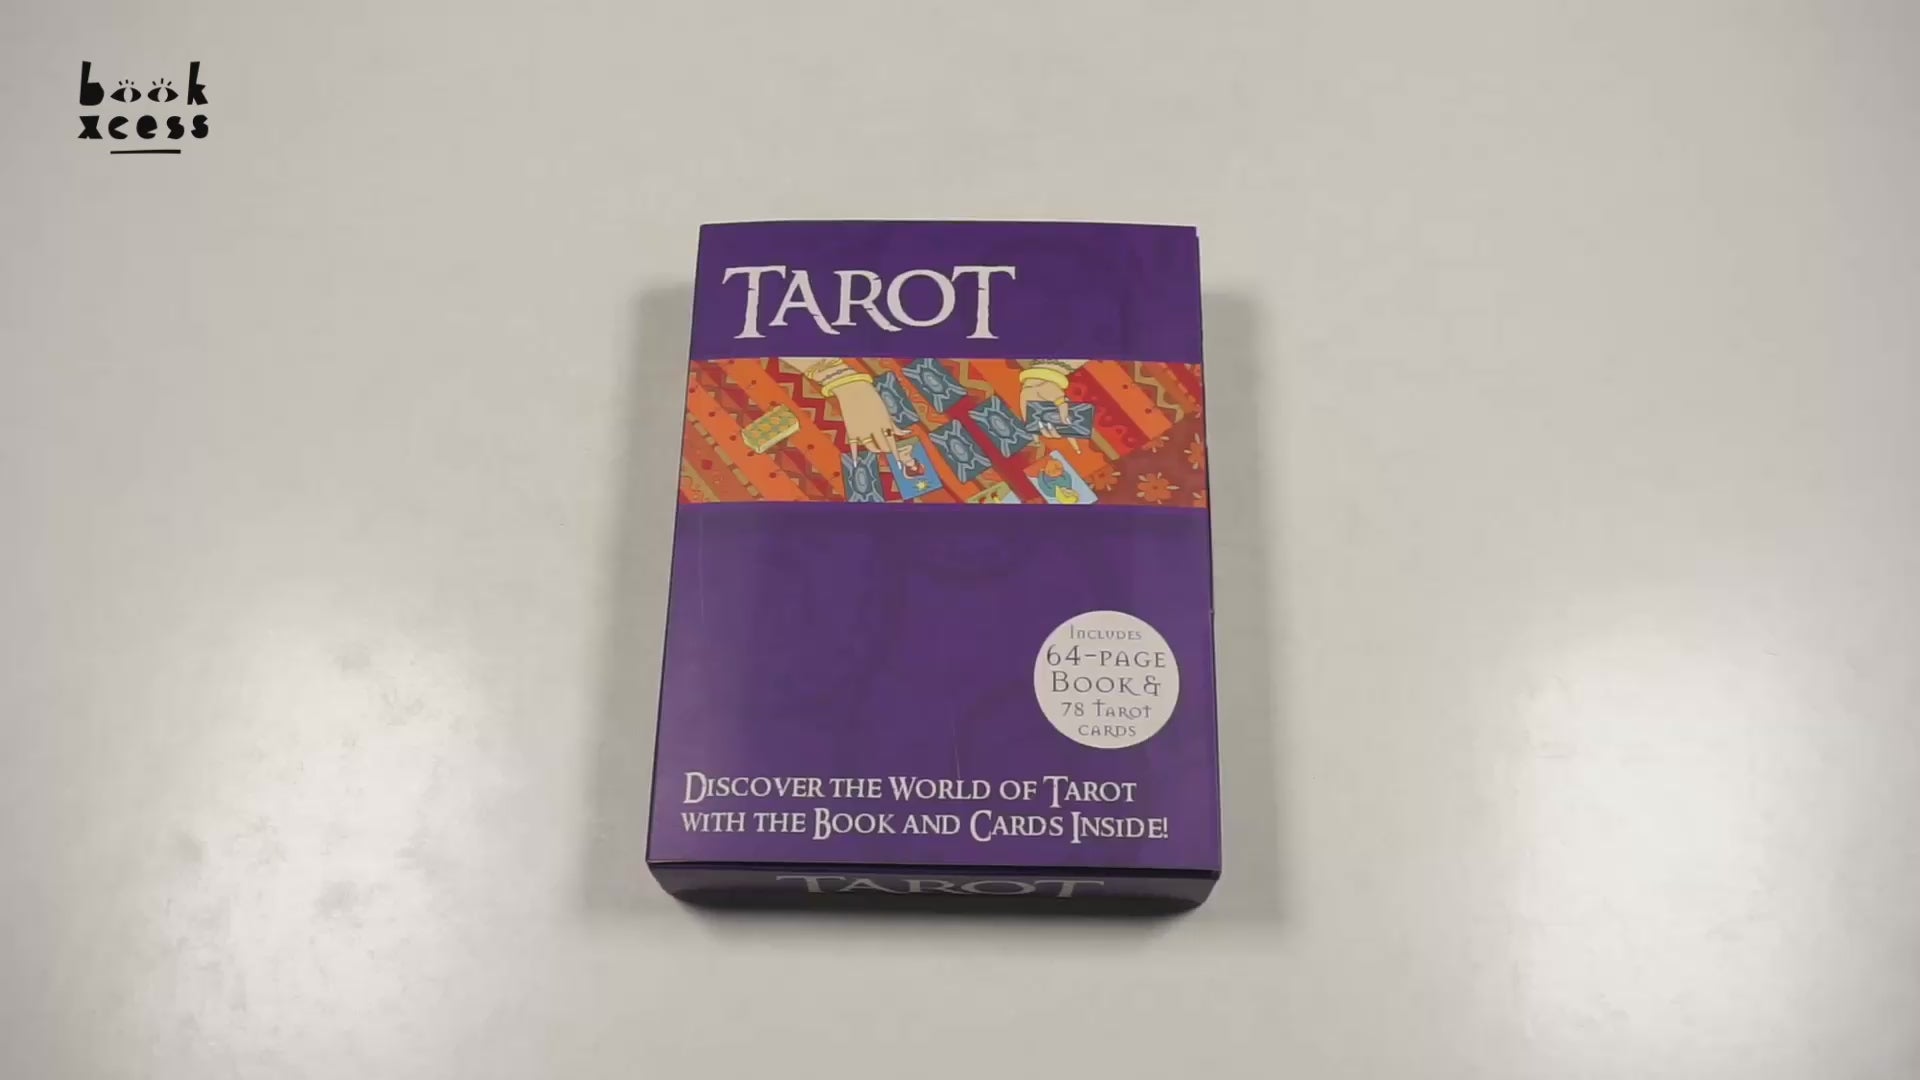 book
xcess
TAROT
INCLUDES
64-PAGE
BOOK &
78 TAROT
CARDS
DISCOVER THE WORLD OF TAROT
WITH THE BOOK AND CARDS INSIDE!
TAROT